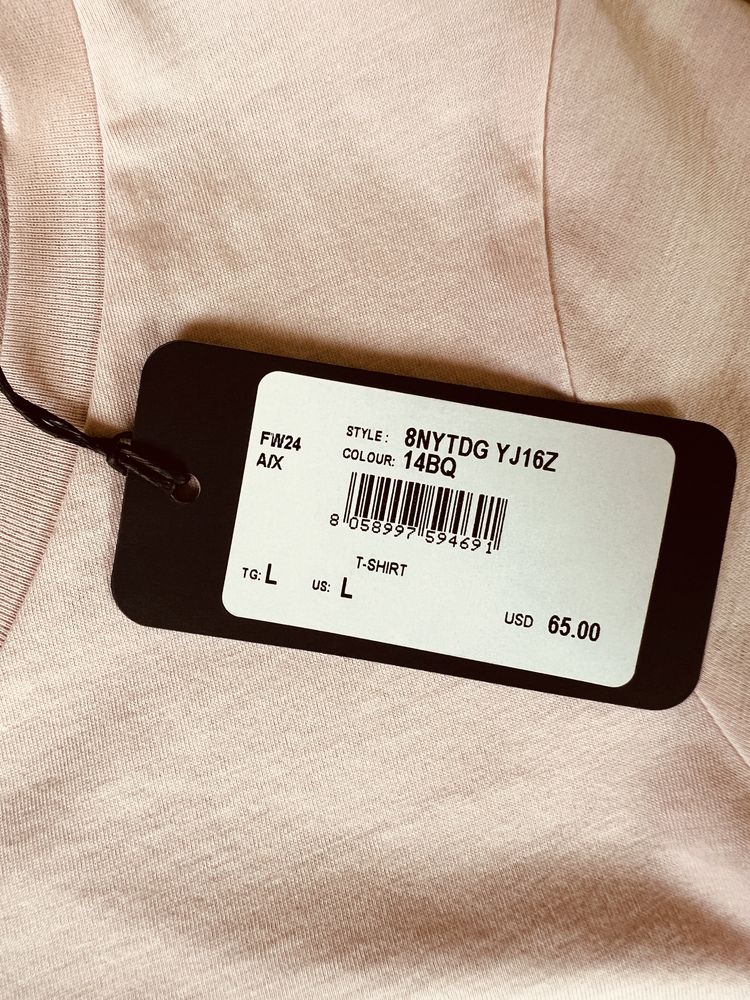 FW24
A/X
STYLE: 8NYTDG YJ16Z
COLOUR: 14BQ
8 058997 594691
T-SHIRT
TG: L US: L
USD 65.00